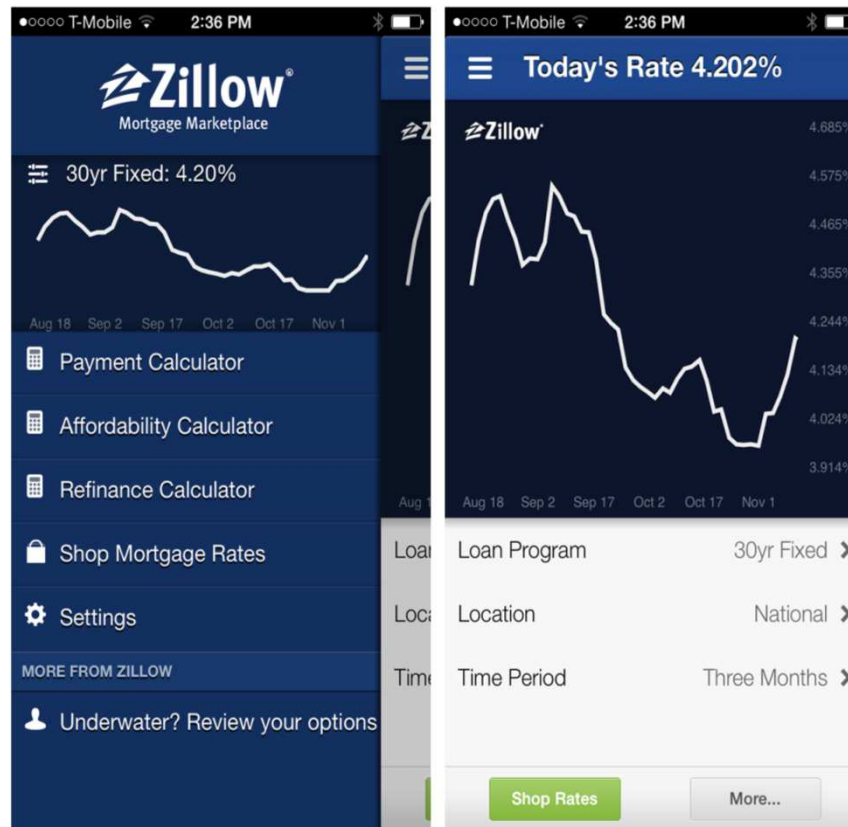 T-Mobile 2:36 PM
Zillow®
Mortgage Marketplace
30yr Fixed: 4.20%
Aug 18 Sep 2 Sep 17 Oct 2 Oct 17 Nov 1
Payment Calculator
Affordability Calculator
Refinance Calculator
Shop Mortgage Rates
Settings
MORE FROM ZILLOW
Underwater? Review your options
T-Mobile 2:36 PM
Today's Rate 4.202%
Zillow
4.685%
4.575%
4.465%
4.355%
4.244%
4.134%
4.024%
3.914%
Aug 18 Sep 2 Sep 17 Oct 2 Oct 17 Nov 1
Loan Program 30yr Fixed
Location National
Time Period Three Months
Shop Rates More...